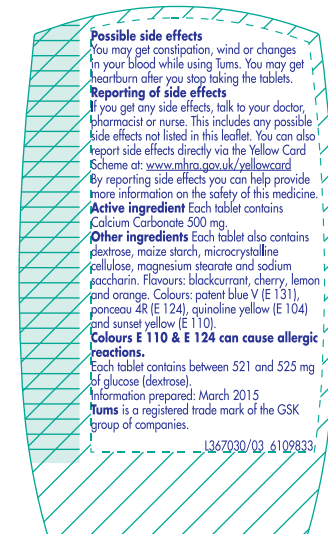 Possible side effects
You may get constipation, wind or changes
in your blood while using Tums. You may get
heartburn after you stop taking the tablets.
Reporting of side effects
If you get any side effects, talk to your doctor,
pharmacist or nurse. This includes any possible
side effects not listed in this leaflet. You can also
report side effects directly via the Yellow Card
Scheme at: www.mhra.gov.uk/yellowcard
By reporting side effects you can help provide
more information on the safety of this medicine.
Active ingredient Each tablet contains
Calcium Carbonate 500 mg.
Other ingredients Each tablet also contains
dextrose, maize starch, microcrystalline
cellulose, magnesium stearate and sodium
saccharin. Flavours: blackcurrant, cherry, lemon
and orange. Colours: patent blue V (E 131),
ponceau 4R (E 124), quinoline yellow (E 104)
and sunset yellow (E 110).
Colours E 110 & E 124 can cause allergic
reactions.
Each tablet contains between 521 and 525 mg
of glucose (dextrose).
Information prepared: March 2015
Tums is a registered trade mark of the GSK
group of companies.
L367030/03 6109833